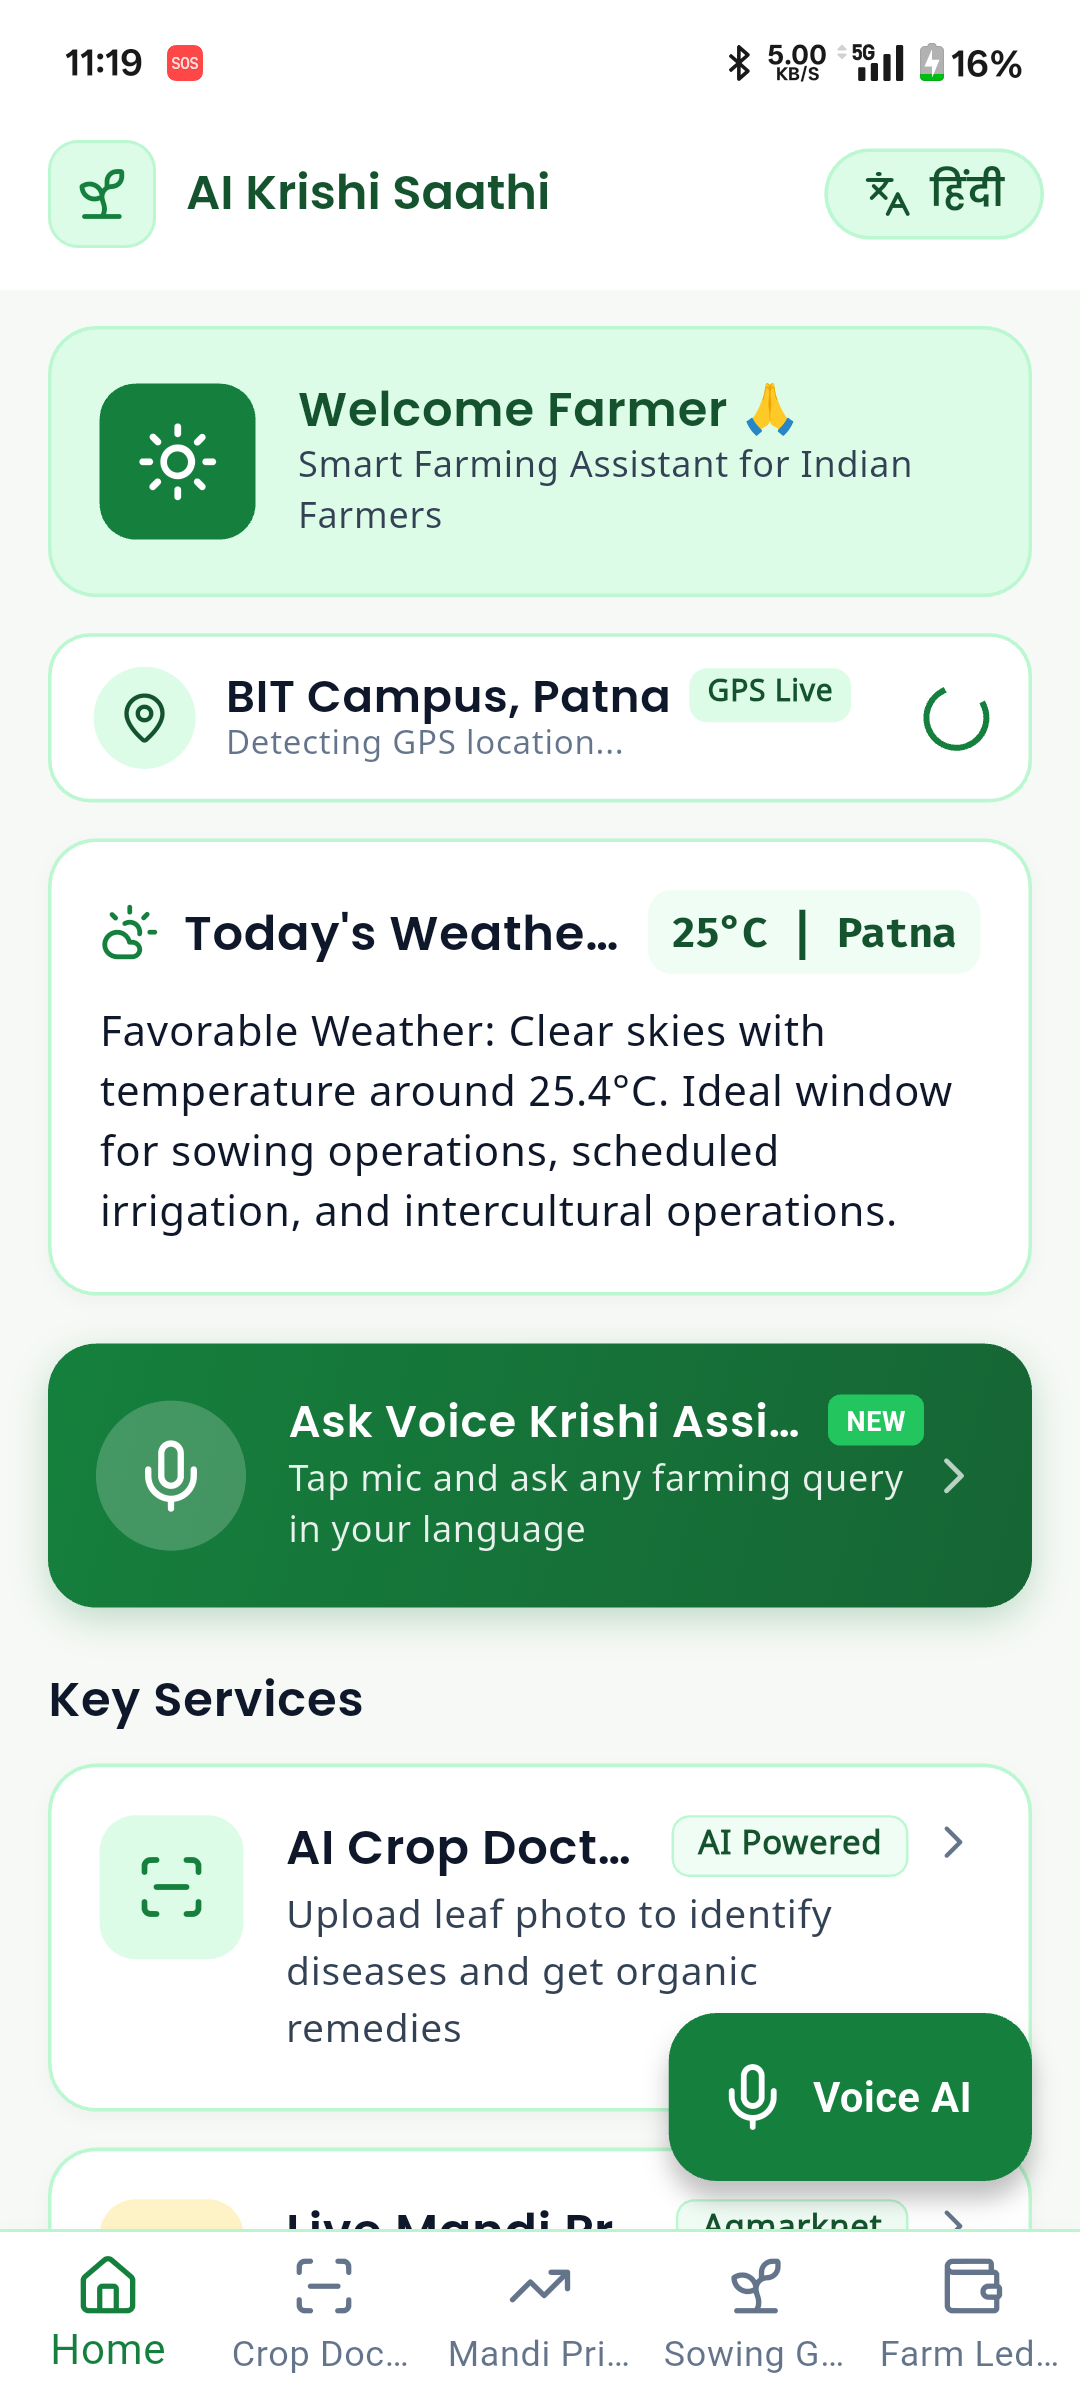 11:19 SOS 5.00 KB/S 5G 16%
AI Krishi Saathi
हिंदी
Welcome Farmer 🙏
Smart Farming Assistant for Indian
Farmers
BIT Campus, Patna GPS Live
Detecting GPS location...
Today's Weathe... 25°C | Patna
Favorable Weather: Clear skies with
temperature around 25.4°C. Ideal window
for sowing operations, scheduled
irrigation, and intercultural operations.
Ask Voice Krishi Assi... NEW
Tap mic and ask any farming query
in your language
Key Services
AI Crop Doct... AI Powered
Upload leaf photo to identify
diseases and get organic
remedies
Voice AI
Live Mandi Pr... Agmarknet
Home Crop Doc... Mandi Pri... Sowing G... Farm Led...